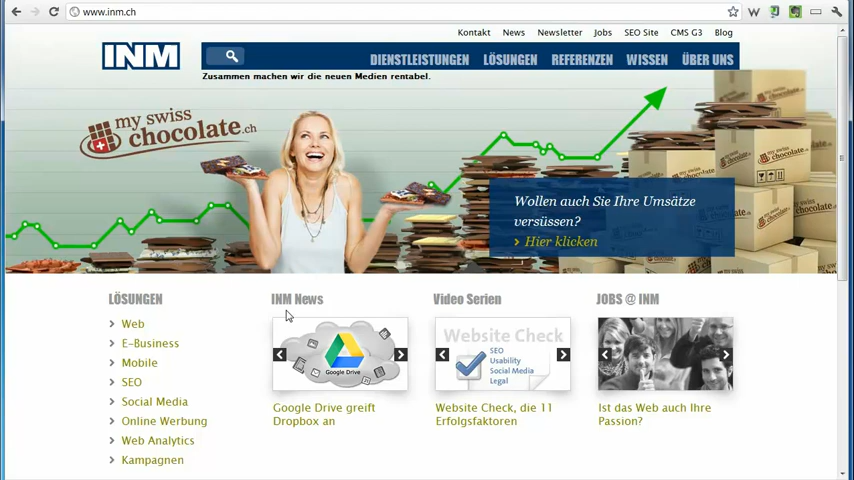 www.inm.ch
Kontakt News Newsletter Jobs SEO Site CMS G3 Blog
INM
DIENSTLEISTUNGEN LÖSUNGEN REFERENZEN WISSEN ÜBER UNS
Zusammen machen wir die neuen Medien rentabel.
my swiss
chocolate.ch
Wollen auch Sie Ihre Umsätze
versüssen?
Hier klicken
LÖSUNGEN
Web
E-Business
Mobile
SEO
Social Media
Online Werbung
Web Analytics
Kampagnen
INM News
Google Drive
Google Drive greift
Dropbox an
Video Serien
Website Check
SEO
Usability
Social Media
Legal
Website Check, die 11
Erfolgsfaktoren
JOBS @ INM
Ist das Web auch Ihre
Passion?